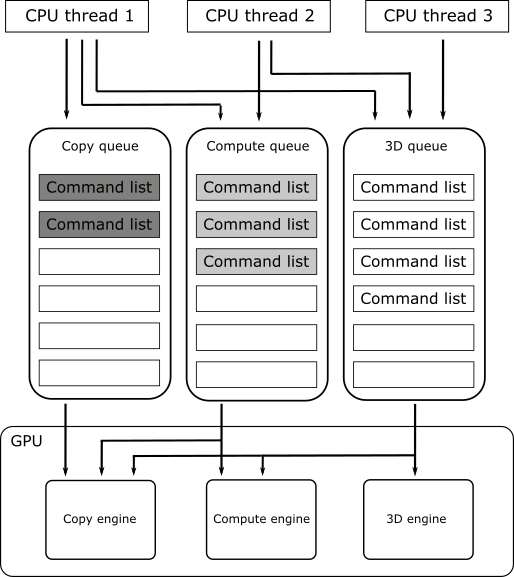 CPU thread 1
CPU thread 2
CPU thread 3
Copy queue
Compute queue
3D queue
Command list
Command list
Command list
Command list
Command list
Command list
Command list
Command list
Command list
GPU
Copy engine
Compute engine
3D engine